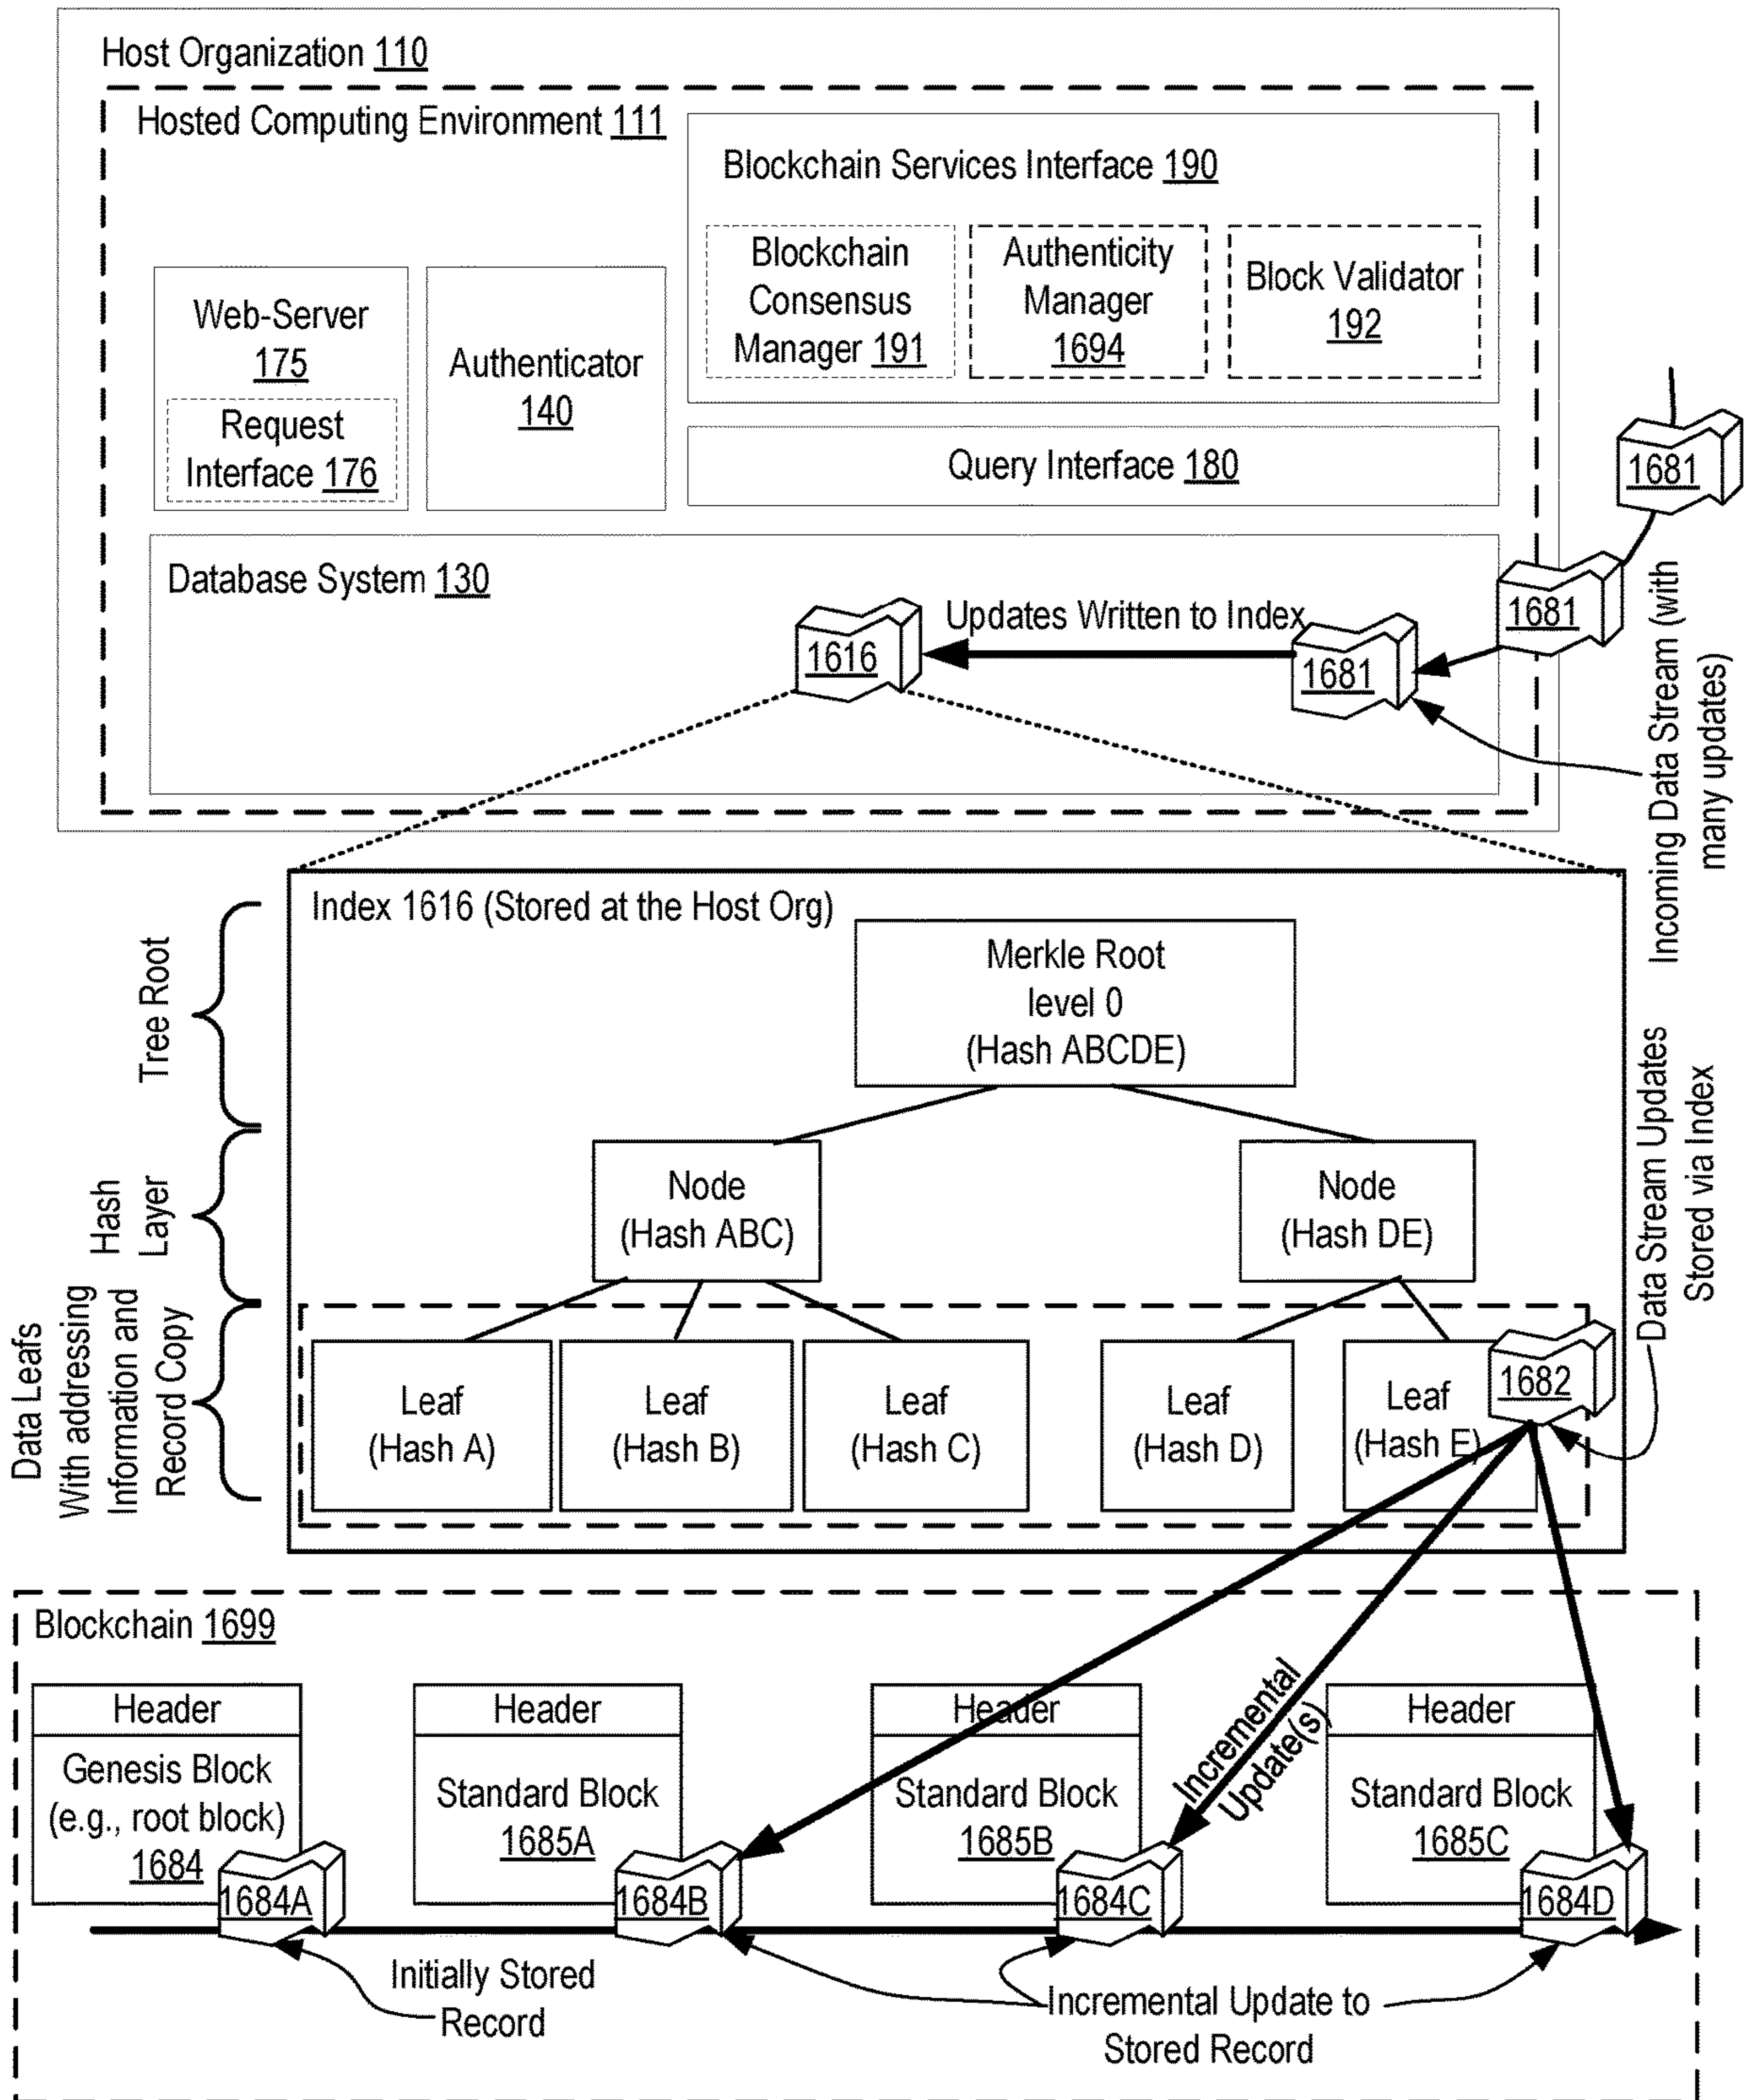 Host Organization 110
Hosted Computing Environment 111
Blockchain Services Interface 190
Blockchain
Consensus
Manager 191
Authenticity
Manager
1694
Block Validator
192
Web-Server
175
Request
Interface 176
Authenticator
140
Query Interface 180
1681
1681
Database System 130
Updates Written to Index
1616
1681
Incoming Data Stream (with
many updates)
Index 1616 (Stored at the Host Org)
Tree Root
Merkle Root
level 0
(Hash ABCDE)
Hash
Layer
Node
(Hash ABC)
Node
(Hash DE)
Data Stream Updates
Stored via Index
Data Leafs
With addressing
Information and
Record Copy
Leaf
(Hash A)
Leaf
(Hash B)
Leaf
(Hash C)
Leaf
(Hash D)
Leaf
(Hash E)
1682
Blockchain 1699
Header
Genesis Block
(e.g., root block)
1684
1684A
Header
Standard Block
1685A
1684B
Header
Standard Block
1685B
1684C
Incremental
Update(s)
Header
Standard Block
1685C
1684D
Initially Stored
Record
Incremental Update to
Stored Record